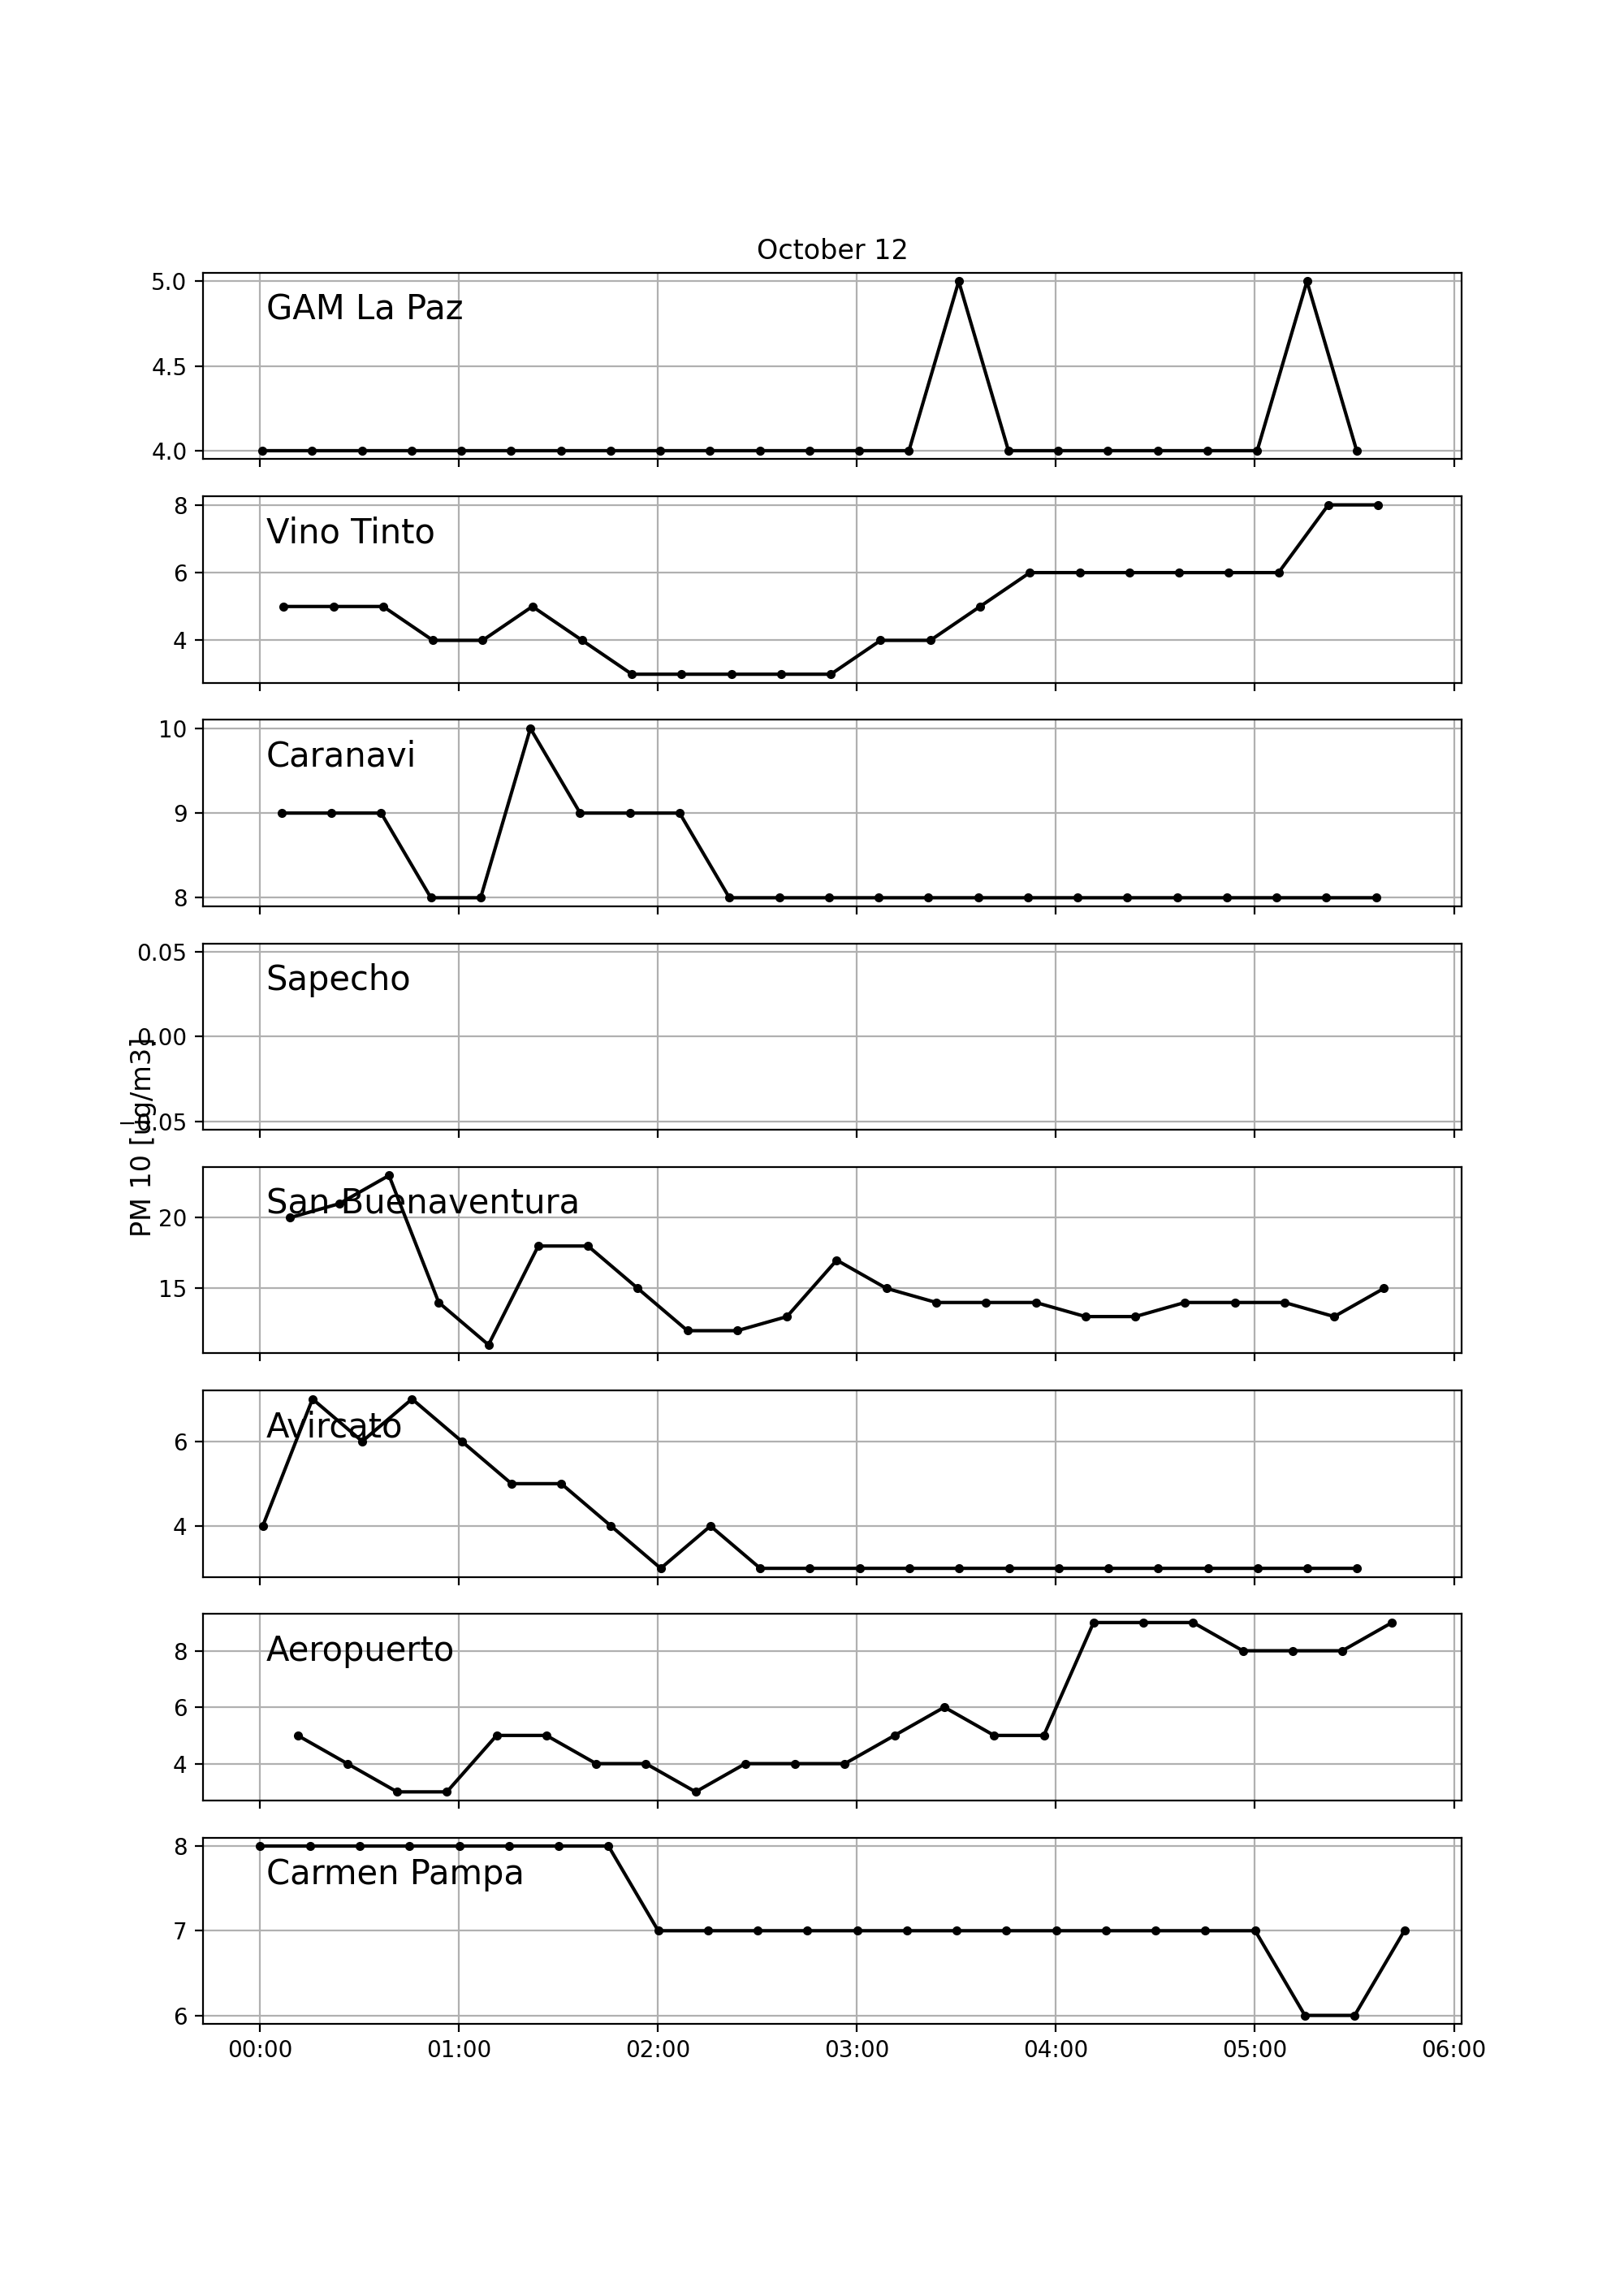 October 12
5.0
GAM La Paz
4.5
4.0
8
Vino Tinto
6
4
10
Caranavi
9
8
0.05
Sapecho
0.00
−0.05
PM 10 [ug/m3]
San Buenaventura
20
15
Avircato
6
4
Aeropuerto
8
6
4
8
Carmen Pampa
7
6
00:00 01:00 02:00 03:00 04:00 05:00 06:00